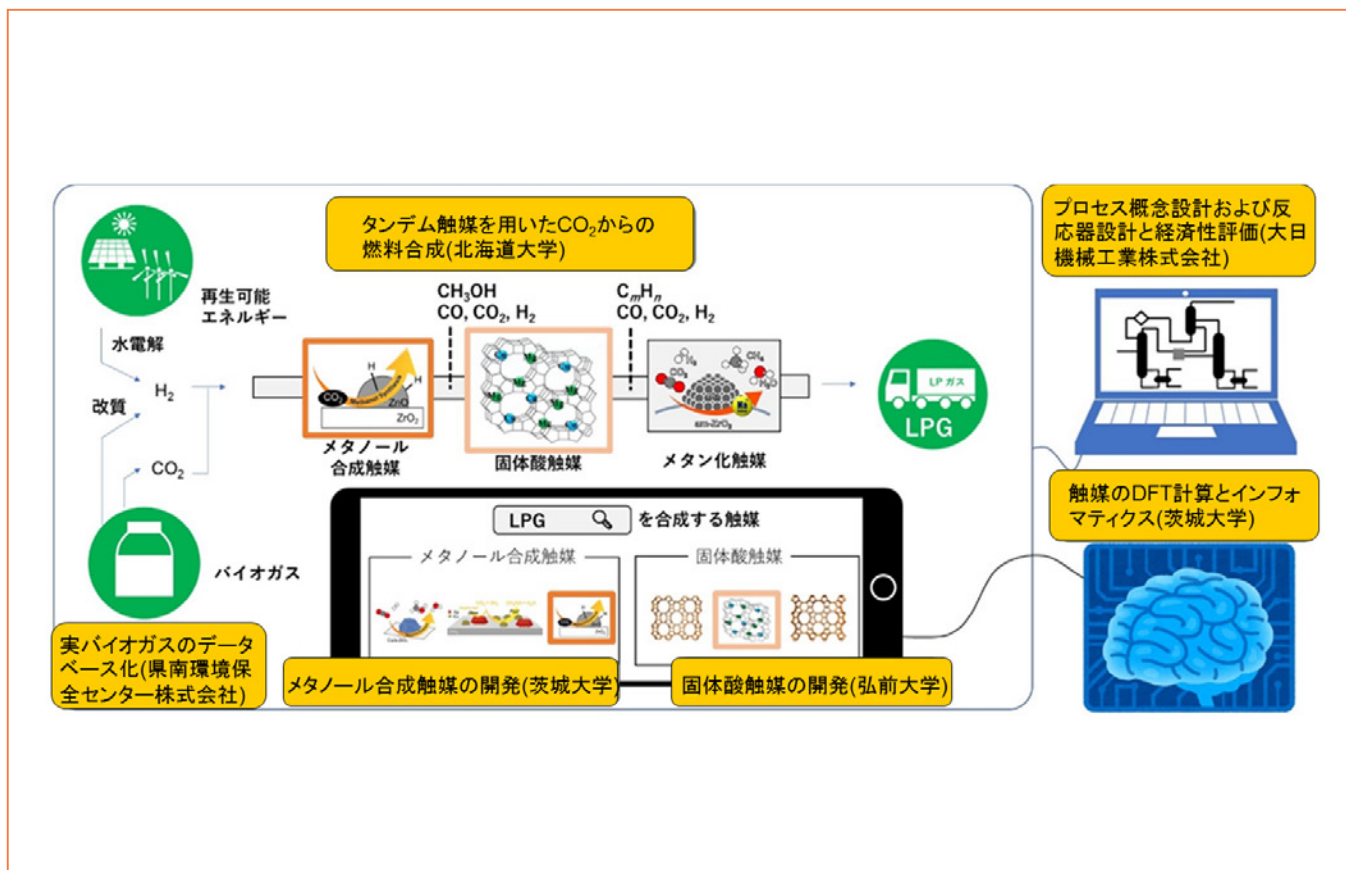 タンデム触媒を用いたCO₂からの
燃料合成(北海道大学)
プロセス概念設計および反
応器設計と経済性評価(大日
機械工業株式会社)
再生可能
エネルギー
水電解
H₂
改質
CO₂
バイオガス
実バイオガスのデータ
ベース化(県南環境保
全センター株式会社)
CH₃OH
CO, CO₂, H₂
CₘHₙ
CO, CO₂, H₂
CO₂
H
H
ZnO
ZrO₂
メタノール
合成触媒
固体酸触媒
H₂
CO₂
CH₄
H₂O
am-ZrO₂
メタン化触媒
LP ガス
LPG
LPG
を合成する触媒
メタノール合成触媒
固体酸触媒
メタノール合成触媒の開発(茨城大学)
固体酸触媒の開発(弘前大学)
触媒のDFT計算とインフォ
マティクス(茨城大学)